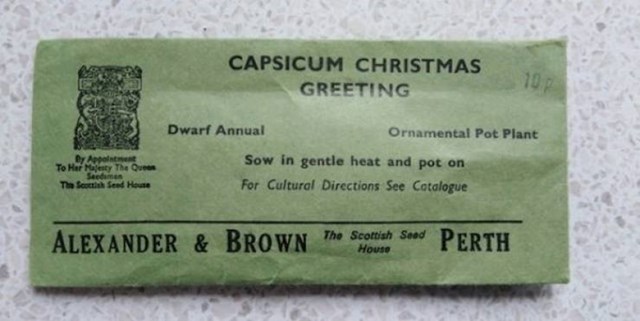 CAPSICUM CHRISTMAS
GREETING
10p
Dwarf Annual
Ornamental Pot Plant
By Appointment
To Her Majesty The Queen
Seedsmen
The Scottish Seed House
Sow in gentle heat and pot on
For Cultural Directions See Catalogue
ALEXANDER & BROWN The Scottish Seed House PERTH